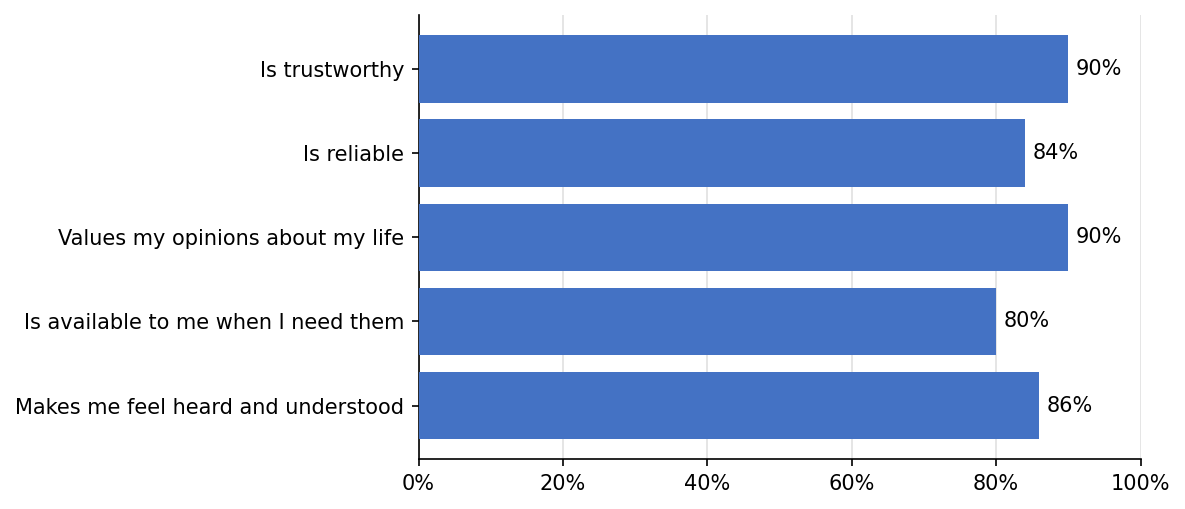 Is trustworthy 90%
Is reliable 84%
Values my opinions about my life 90%
Is available to me when I need them 80%
Makes me feel heard and understood 86%
0% 20% 40% 60% 80% 100%